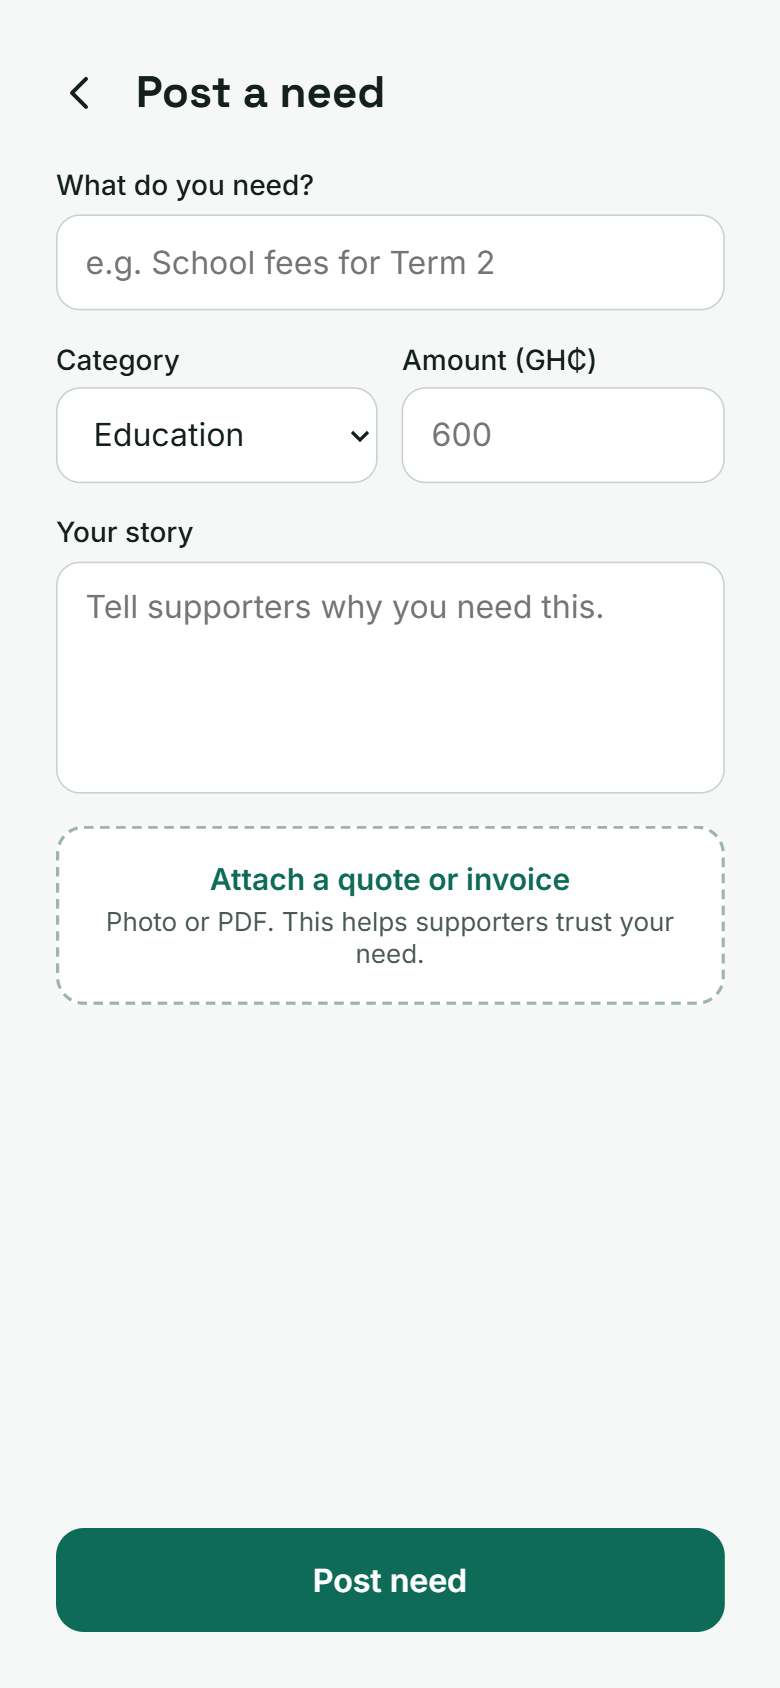 Post a need
What do you need?
e.g. School fees for Term 2
Category
Amount (GH₵)
Education
600
Your story
Tell supporters why you need this.
Attach a quote or invoice
Photo or PDF. This helps supporters trust your
need.
Post need